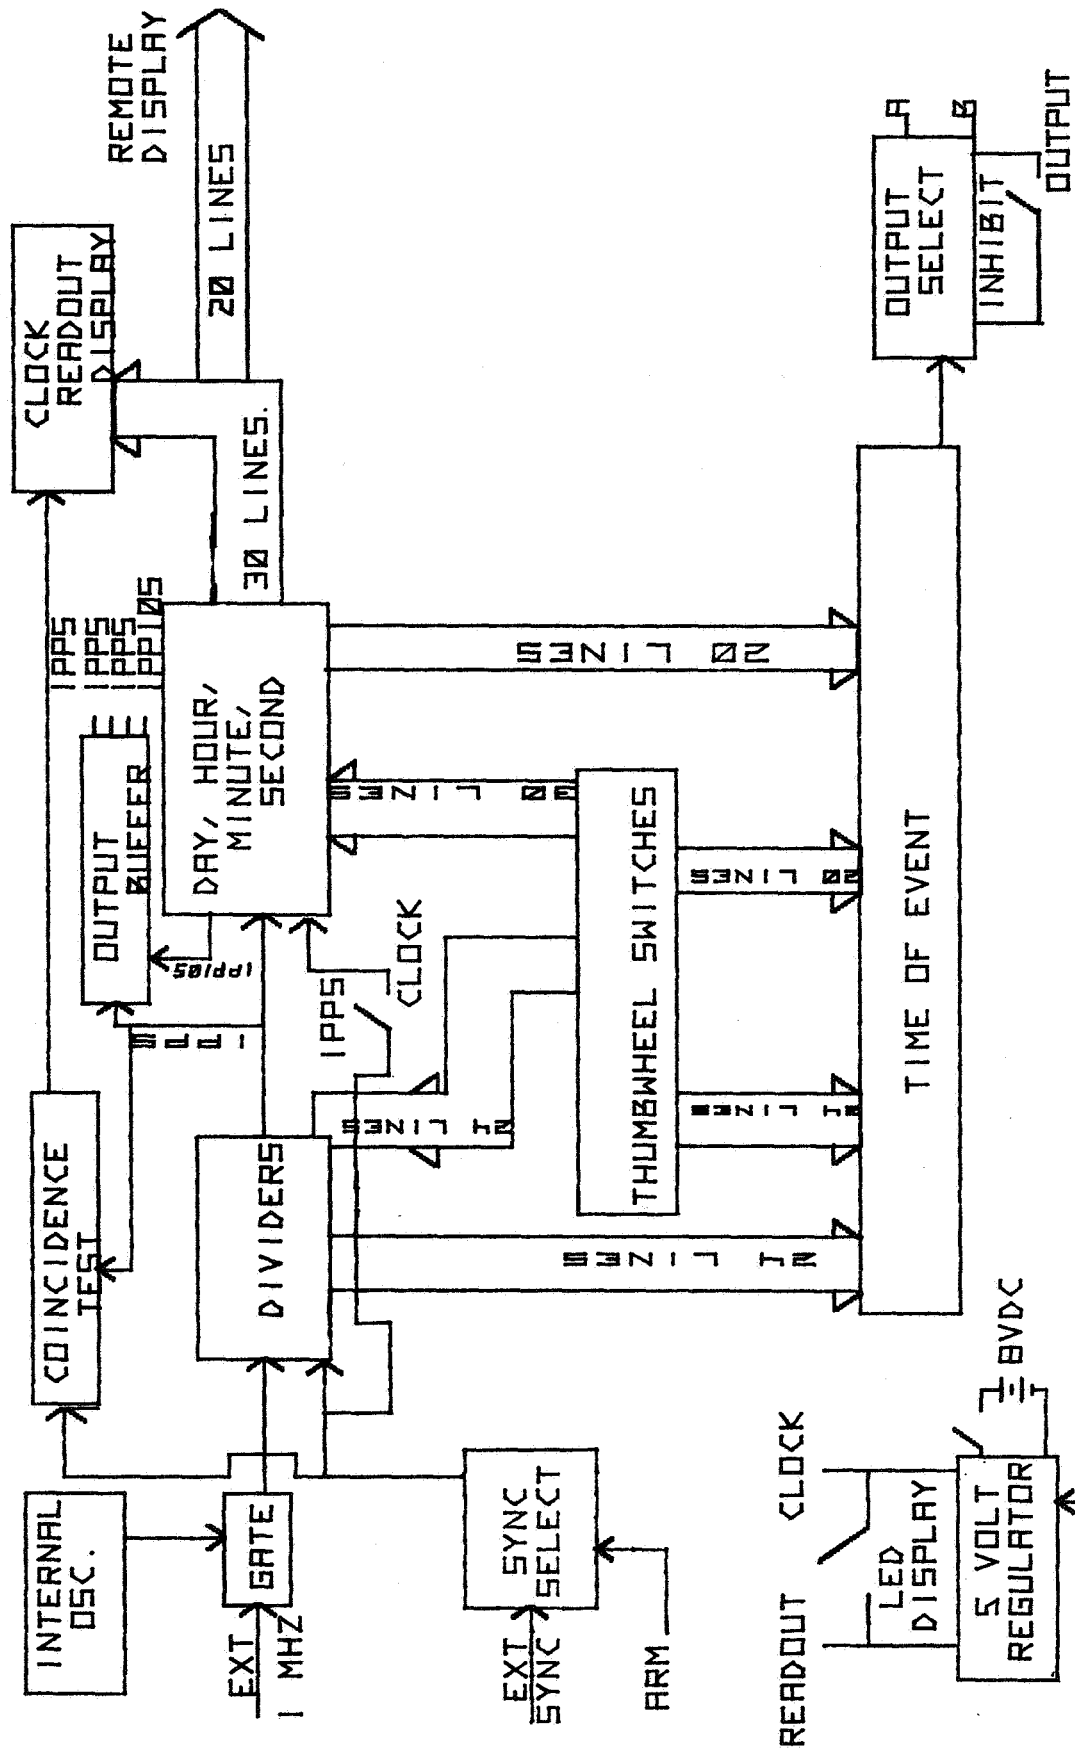 INTERNAL
OSC.
EXT
1 MHZ
GATE
EXT
SYNC
SYNC
SELECT
ARM
COINCIDENCE
TEST
DIVIDERS
1PPS
OUTPUT
BUFFER
1PPS
1PPS
1PPS
1PP10S
1PP10S
DAY, HOUR,
MINUTE,
SECOND
1PPS
CLOCK
CLOCK
READOUT
DISPLAY
30 LINES.
20 LINES
REMOTE
DISPLAY
21 LINES
21 LINES
21 LINES
30 LINES
20 LINES
20 LINES
THUMBWHEEL SWITCHES
TIME OF EVENT
OUTPUT
SELECT
A
B
INHIBIT
OUTPUT
READOUT
CLOCK
LED
DISPLAY
5 VOLT
REGULATOR
8VDC